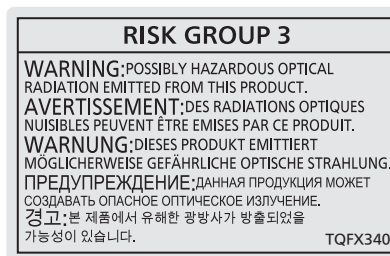 RISK GROUP 3
WARNING:POSSIBLY HAZARDOUS OPTICAL
RADIATION EMITTED FROM THIS PRODUCT.
AVERTISSEMENT:DES RADIATIONS OPTIQUES
NUISIBLES PEUVENT ÊTRE EMISES PAR CE PRODUIT.
WARNUNG:DIESES PRODUKT EMITTIERT
MÖGLICHERWEISE GEFÄHRLICHE OPTISCHE STRAHLUNG.
ПРЕДУПРЕЖДЕНИЕ:ДАННАЯ ПРОДУКЦИЯ МОЖЕТ
СОЗДАВАТЬ ОПАСНОЕ ОПТИЧЕСКОЕ ИЗЛУЧЕНИЕ.
경고:본 제품에서 유해한 광방사가 방출되었을
가능성이 있습니다.
TQFX340